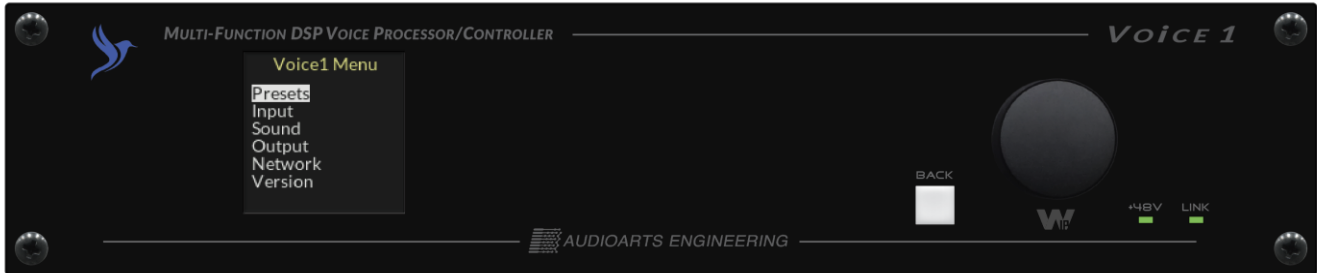 MULTI-FUNCTION DSP VOICE PROCESSOR/CONTROLLER
VOiCE 1
Voice1 Menu
Presets
Input
Sound
Output
Network
Version
BACK
+48V
LINK
AUDIOARTS ENGINEERING